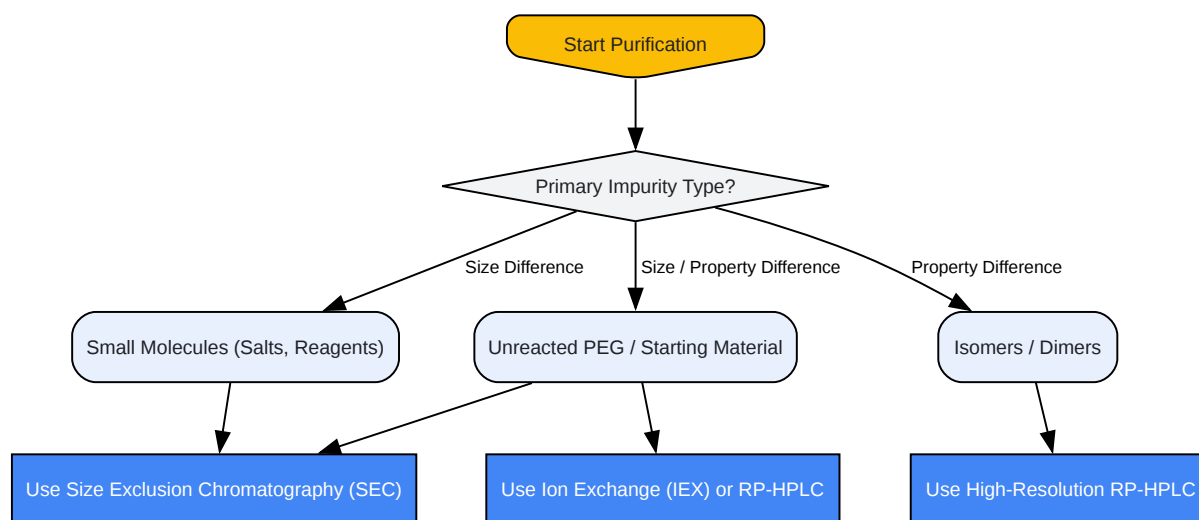 Start Purification
Primary Impurity Type?
Size Difference
Size / Property Difference
Property Difference
Small Molecules (Salts, Reagents)
Unreacted PEG / Starting Material
Isomers / Dimers
Use Size Exclusion Chromatography (SEC)
Use Ion Exchange (IEX) or RP-HPLC
Use High-Resolution RP-HPLC